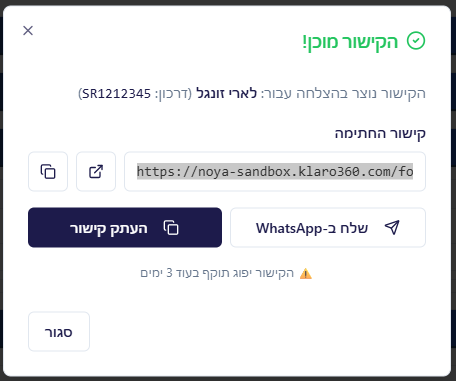 הקישור מוכן!
הקישור נוצר בהצלחה עבור: לארי זונגל (דרכון: SR1212345)
קישור החתימה
https://noya-sandbox.klaro360.com/fo
שלח ב-WhatsApp
העתק קישור
⚠️ הקישור יפוג תוקף בעוד 3 ימים
סגור